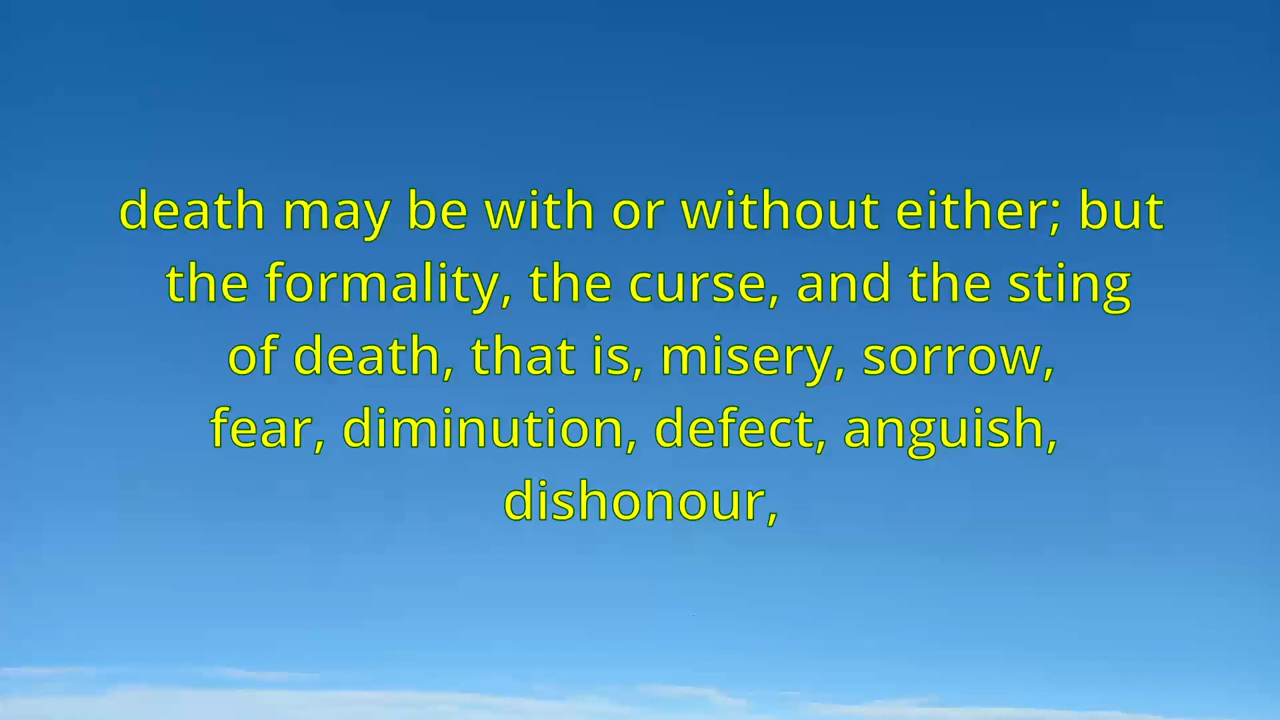 death may be with or without either; but
the formality, the curse, and the sting
of death, that is, misery, sorrow,
fear, diminution, defect, anguish,
dishonour,